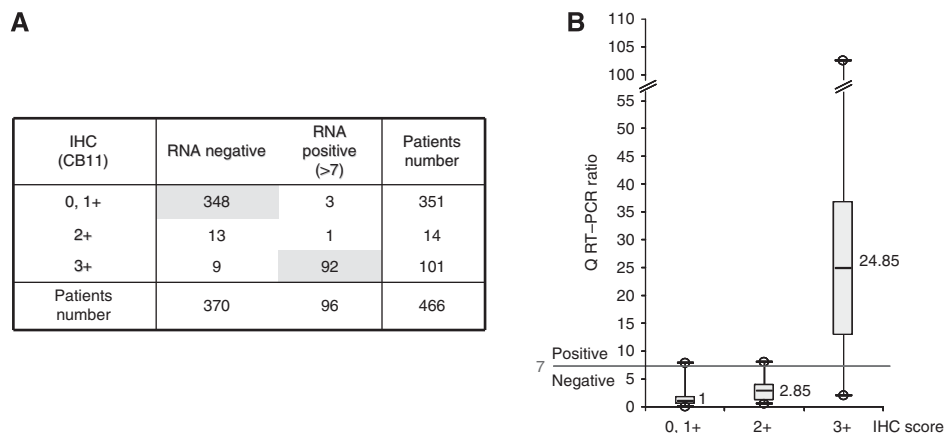 A
IHC
(CB11)
RNA negative
RNA
positive
(>7)
Patients
number
0, 1+
348
3
351
2+
13
1
14
3+
9
92
101
Patients
number
370
96
466
B
Q RT–PCR ratio
110
105
100
55
50
45
40
35
30
25
20
15
10
5
0
7
Positive
Negative
1
2.85
24.85
0, 1+
2+
3+
IHC score